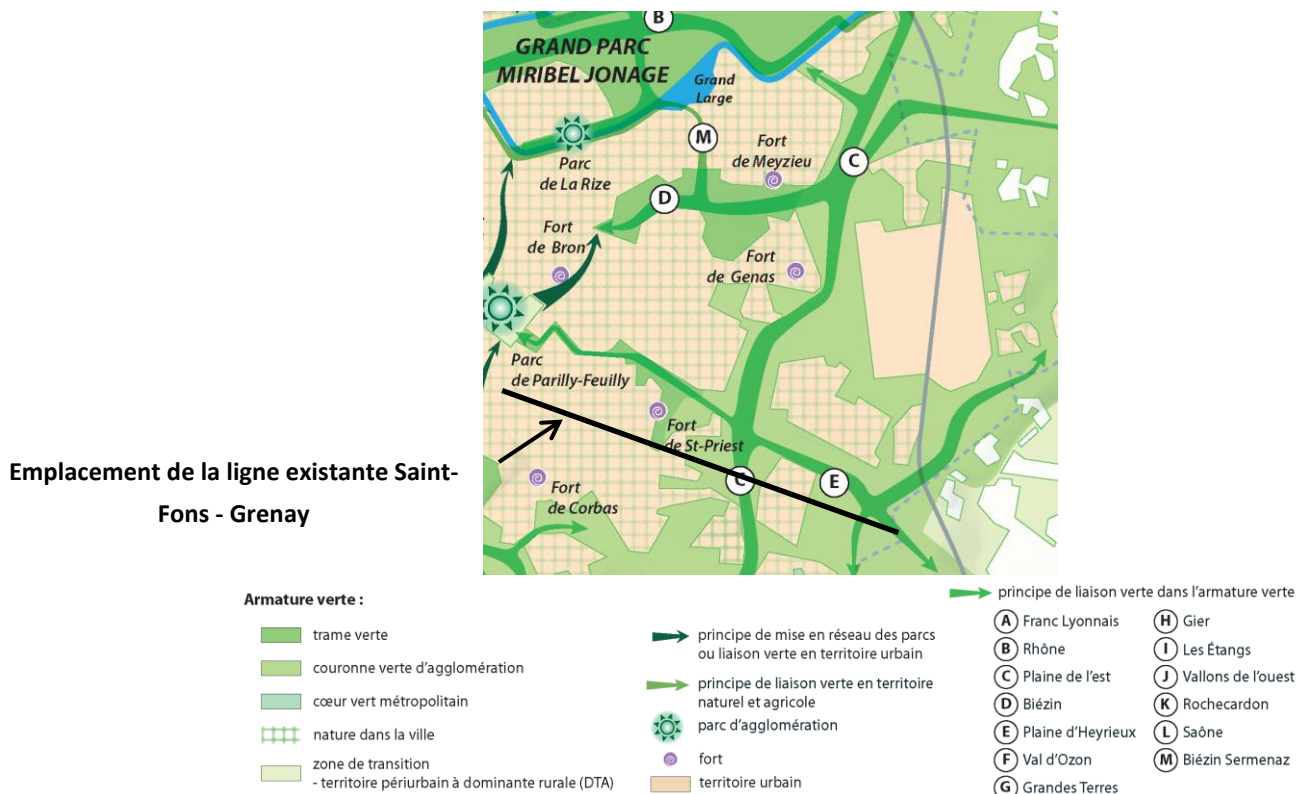 B
GRAND PARC
MIRIBEL JONAGE
Grand
Large
M
Fort
de Meyzieu
C
Parc
de La Rize
D
Fort
de Bron
Fort
de Genas
Parc
de Parilly-Feuilly
Fort
de St-Priest
C
E
Emplacement de la ligne existante Saint-
Fons - Grenay
Fort
de Corbas
Armature verte :
trame verte
couronne verte d'agglomération
cœur vert métropolitain
nature dans la ville
zone de transition
- territoire périurbain à dominante rurale (DTA)
principe de mise en réseau des parcs
ou liaison verte en territoire urbain
principe de liaison verte en territoire
naturel et agricole
parc d'agglomération
fort
territoire urbain
principe de liaison verte dans l'armature verte
A Franc Lyonnais
B Rhône
C Plaine de l'est
D Biézin
E Plaine d'Heyrieux
F Val d'Ozon
G Grandes Terres
H Gier
I Les Étangs
J Vallons de l'ouest
K Rochecardon
L Saône
M Biézin Sermenaz